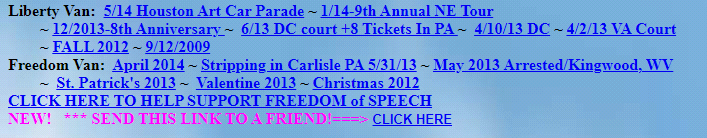 Liberty Van:  5/14 Houston Art Car Parade ~ 1/14-9th Annual NE Tour
~ 12/2013-8th Anniversary ~  6/13 DC court +8 Tickets In PA ~  4/10/13 DC ~ 4/2/13 VA Court
~ FALL 2012 ~ 9/12/2009
Freedom Van:  April 2014 ~ Stripping in Carlisle PA 5/31/13 ~ May 2013 Arrested/Kingwood, WV
~  St. Patrick's 2013 ~  Valentine 2013 ~ Christmas 2012
CLICK HERE TO HELP SUPPORT FREEDOM of SPEECH
NEW!   *** SEND THIS LINK TO A FRIEND!===> CLICK HERE